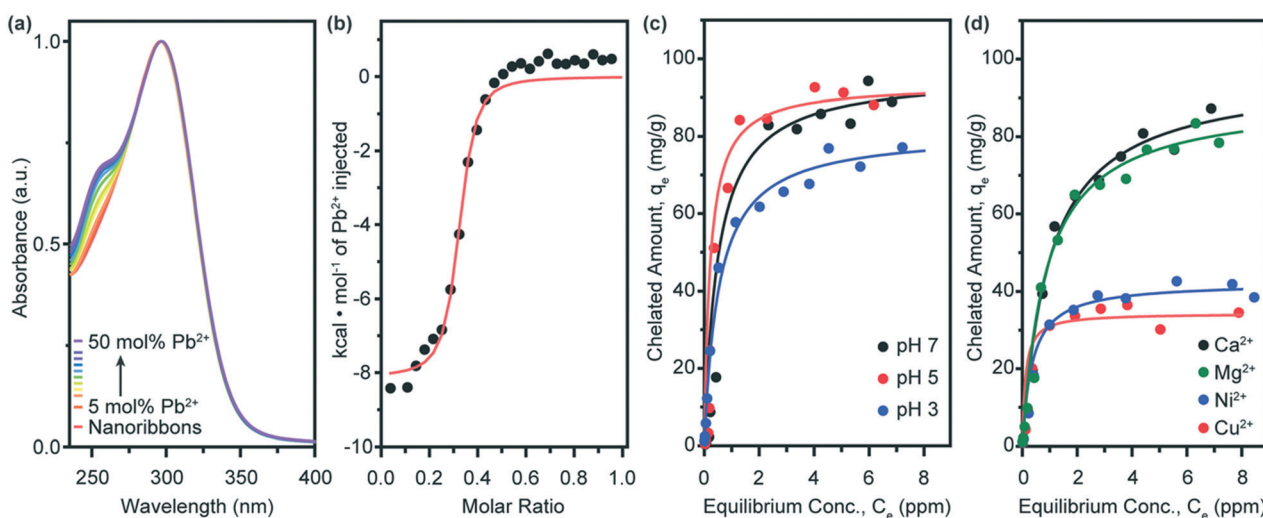 (a)
1.0
0.5
0.0
Absorbance (a.u.)
50 mol% Pb²⁺
5 mol% Pb²⁺
Nanoribbons
250 300 350 400
Wavelength (nm)
(b)
0
-2
-4
-6
-8
-10
kcal • mol⁻¹ of Pb²⁺ injected
0.0 0.2 0.4 0.6 0.8 1.0
Molar Ratio
(c)
100
80
60
40
20
0
Chelated Amount, qₑ (mg/g)
pH 7
pH 5
pH 3
0 2 4 6 8
Equilibrium Conc., Cₑ (ppm)
(d)
100
80
60
40
20
0
Chelated Amount, qₑ (mg/g)
Ca²⁺
Mg²⁺
Ni²⁺
Cu²⁺
0 2 4 6 8
Equilibrium Conc., Cₑ (ppm)